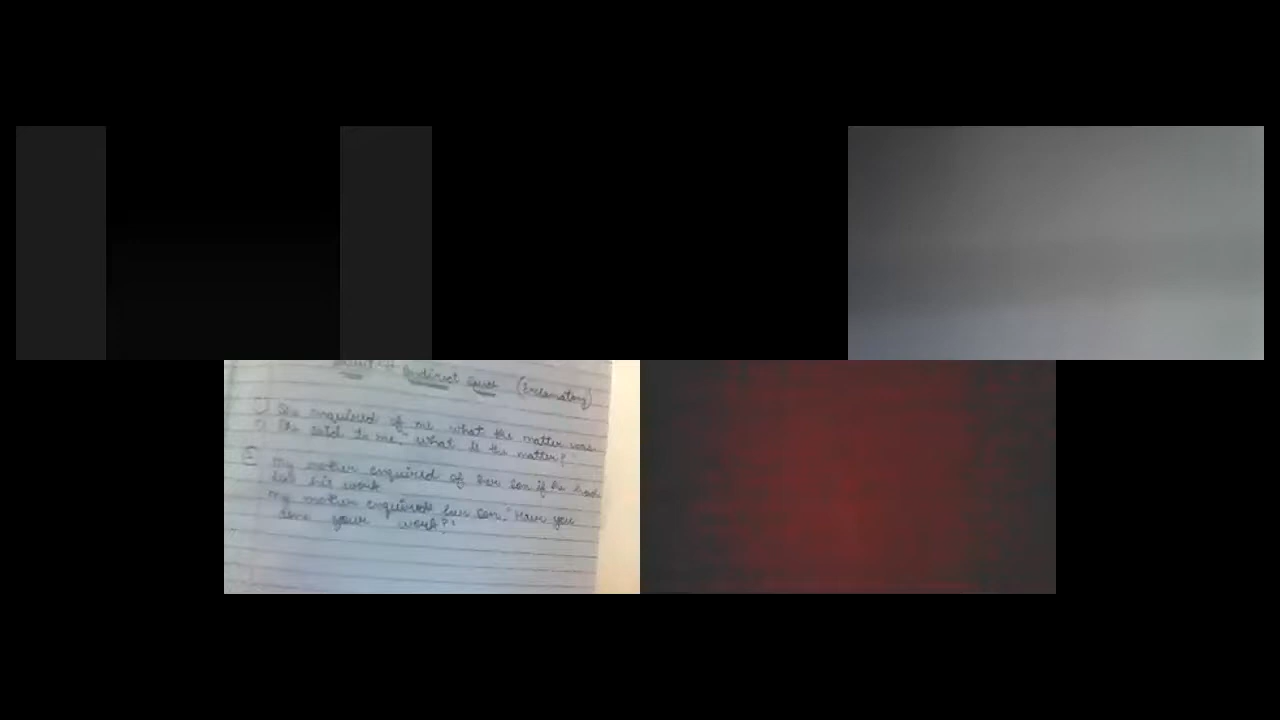 Indirect (Exclamatory)
1) She enquired of me what the matter was
She said to me, "What is the matter?
2 My mother enquired of her son if he had
his work
My mother enquired her son. "Have you
done your work?"